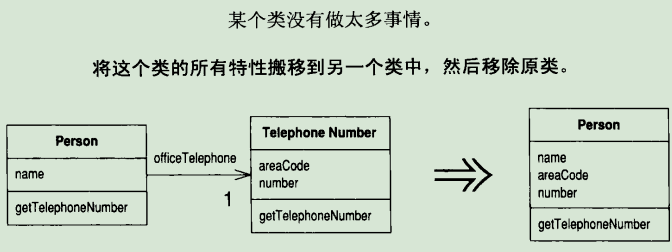 某个类没有做太多事情。
将这个类的所有特性搬移到另一个类中，然后移除原类。
Person
name
getTelephoneNumber
officeTelephone
1
Telephone Number
areaCode
number
getTelephoneNumber
Person
name
areaCode
number
getTelephoneNumber